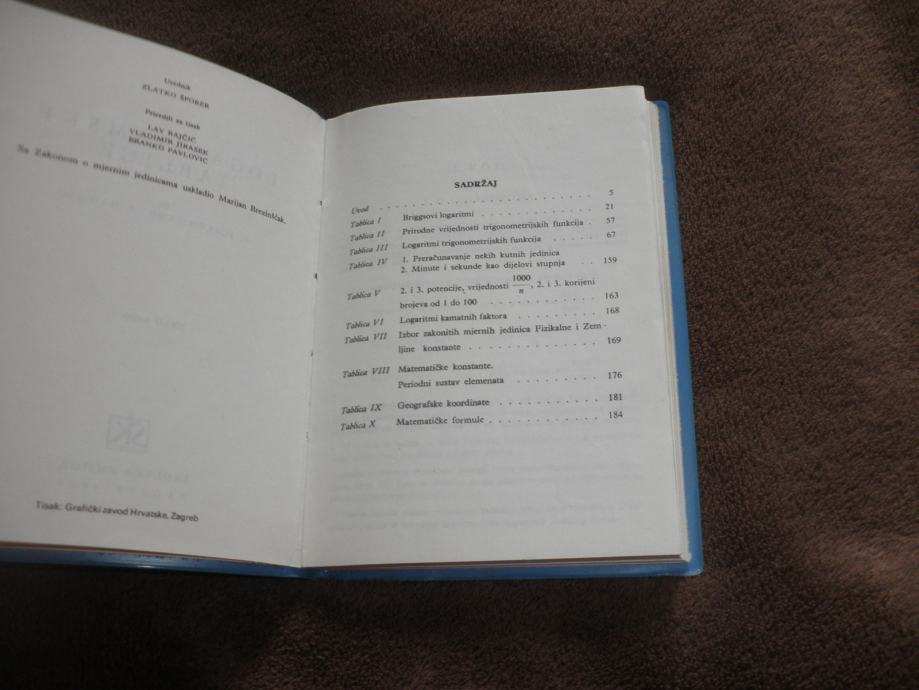 Urednik
ZLATKO ŠPORER
Priredili za tisak
LAV RAJČIĆ
VLADIMIR JIRASEK
BRANKO PAVLOVIĆ
Sa Zakonom o mjernim jedinicama uskladio Marijan Brezinšćak.
Tisak: Grafički zavod Hrvatske, Zagreb
SADRŽAJ
Uvod . . . . . . . . . . . . . . . . . . . . . . 5
Tablica I Briggsovi logaritmi . . . . . . . . . . . 21
Tablica II Prirodne vrijednosti trigonometrijskih funkcija . 57
Tablica III Logaritmi trigonometrijskih funkcija . . . . . 67
Tablica IV 1. Preračunavanje nekih kutnih jedinica
2. Minute i sekunde kao dijelovi stupnja . . 159
Tablica V 2. i 3. potencije, vrijednosti 1000/n, 2. i 3. korijeni
brojeva od 1 do 100 . . . . . . . . . . . 163
Tablica VI Logaritmi kamatnih faktora . . . . . . . . 168
Tablica VII Izbor zakonitih mjernih jedinica Fizikalne i Zem-
ljine konstante . . . . . . . . . . . . . 169
Tablica VIII Matematičke konstante.
Periodni sustav elemenata . . . . . . . . . 176
Tablica IX Geografske koordinate . . . . . . . . . . 181
Tablica X Matematičke formule . . . . . . . . . . . 184